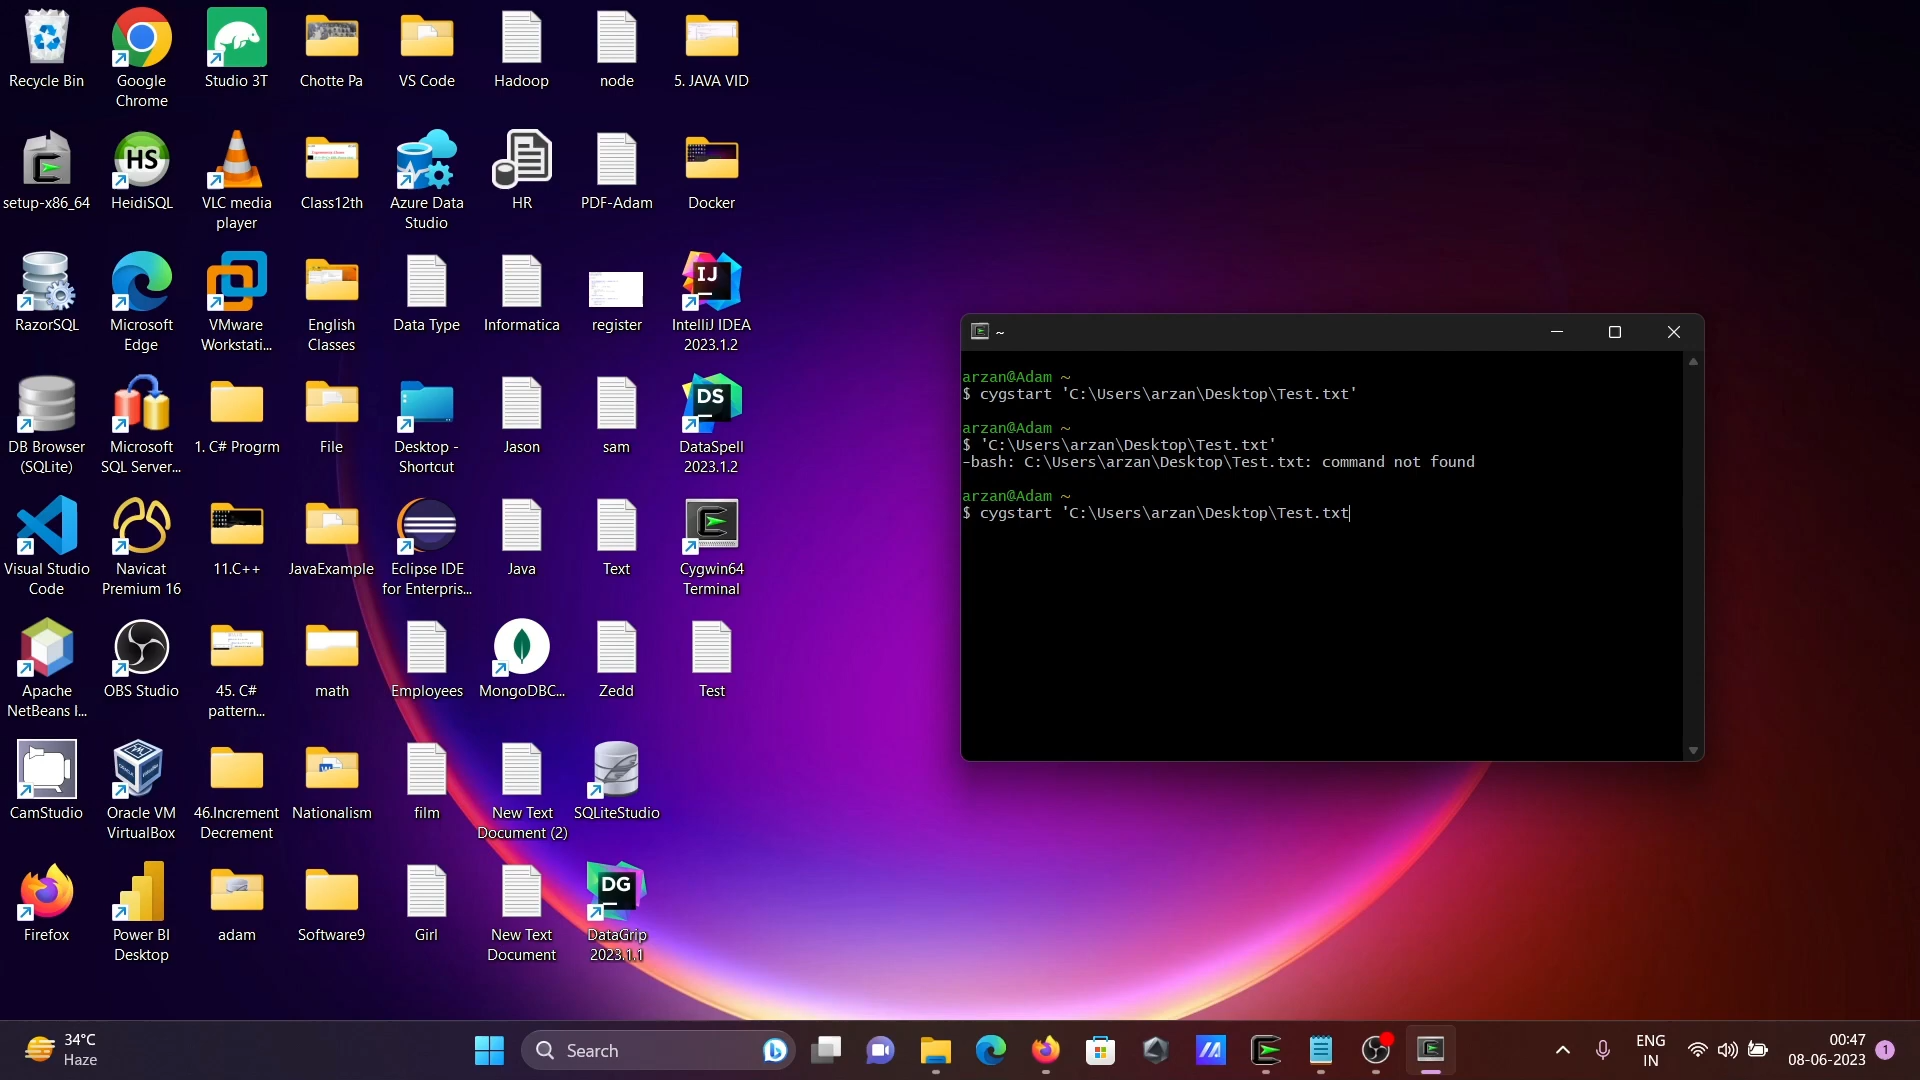 Recycle Bin
Google
Chrome
Studio 3T
Chotte Pa
VS Code
Hadoop
node
5. JAVA VID
setup-x86_64
HS
HeidiSQL
VLC media
player
Class12th
Azure Data
Studio
HR
PDF-Adam
Docker
RazorSQL
Microsoft
Edge
VMware
Workstati...
English
Classes
Data Type
Informatica
register
IJ
IntelliJ IDEA
2023.1.2
DB Browser
(SQLite)
Microsoft
SQL Server...
1. C# Progrm
File
Desktop -
Shortcut
Jason
sam
DS
DataSpell
2023.1.2
Visual Studio
Code
Navicat
Premium 16
11.C++
JavaExample
Eclipse IDE
for Enterpris...
Java
Text
Cygwin64
Terminal
Apache
NetBeans I...
OBS Studio
45. C#
pattern...
math
Employees
MongoDBC...
Zedd
Test
CamStudio
Oracle VM
VirtualBox
46.Increment
Decrement
Nationalism
film
New Text
Document (2)
SQLiteStudio
Firefox
Power BI
Desktop
adam
Software9
Girl
New Text
Document
DG
DataGrip
2023.1.1
~
arzan@Adam ~
$ cygstart 'C:\Users\arzan\Desktop\Test.txt'
arzan@Adam ~
$ 'C:\Users\arzan\Desktop\Test.txt'
-bash: C:\Users\arzan\Desktop\Test.txt: command not found
arzan@Adam ~
$ cygstart 'C:\Users\arzan\Desktop\Test.txt
34°C
Haze
Search
ENG
IN
00:47
08-06-2023
1